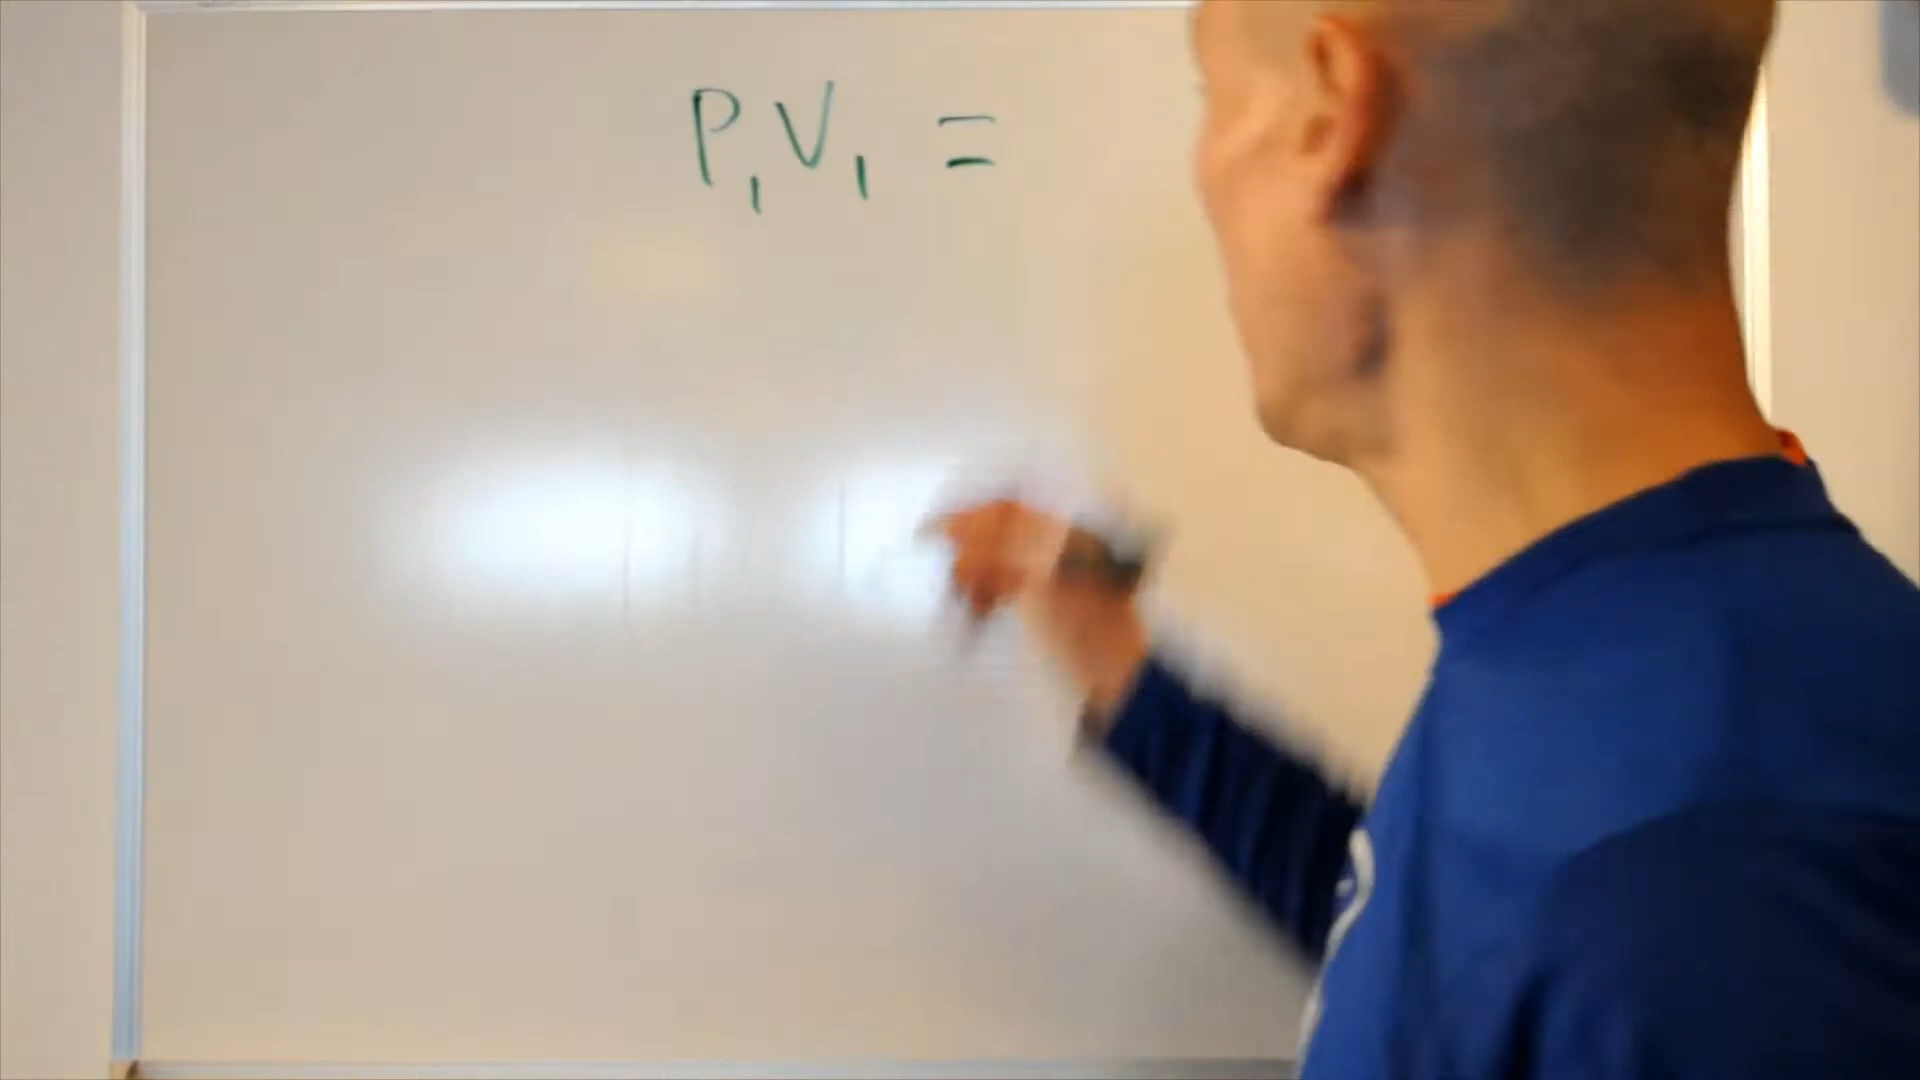 P₁V₁ =